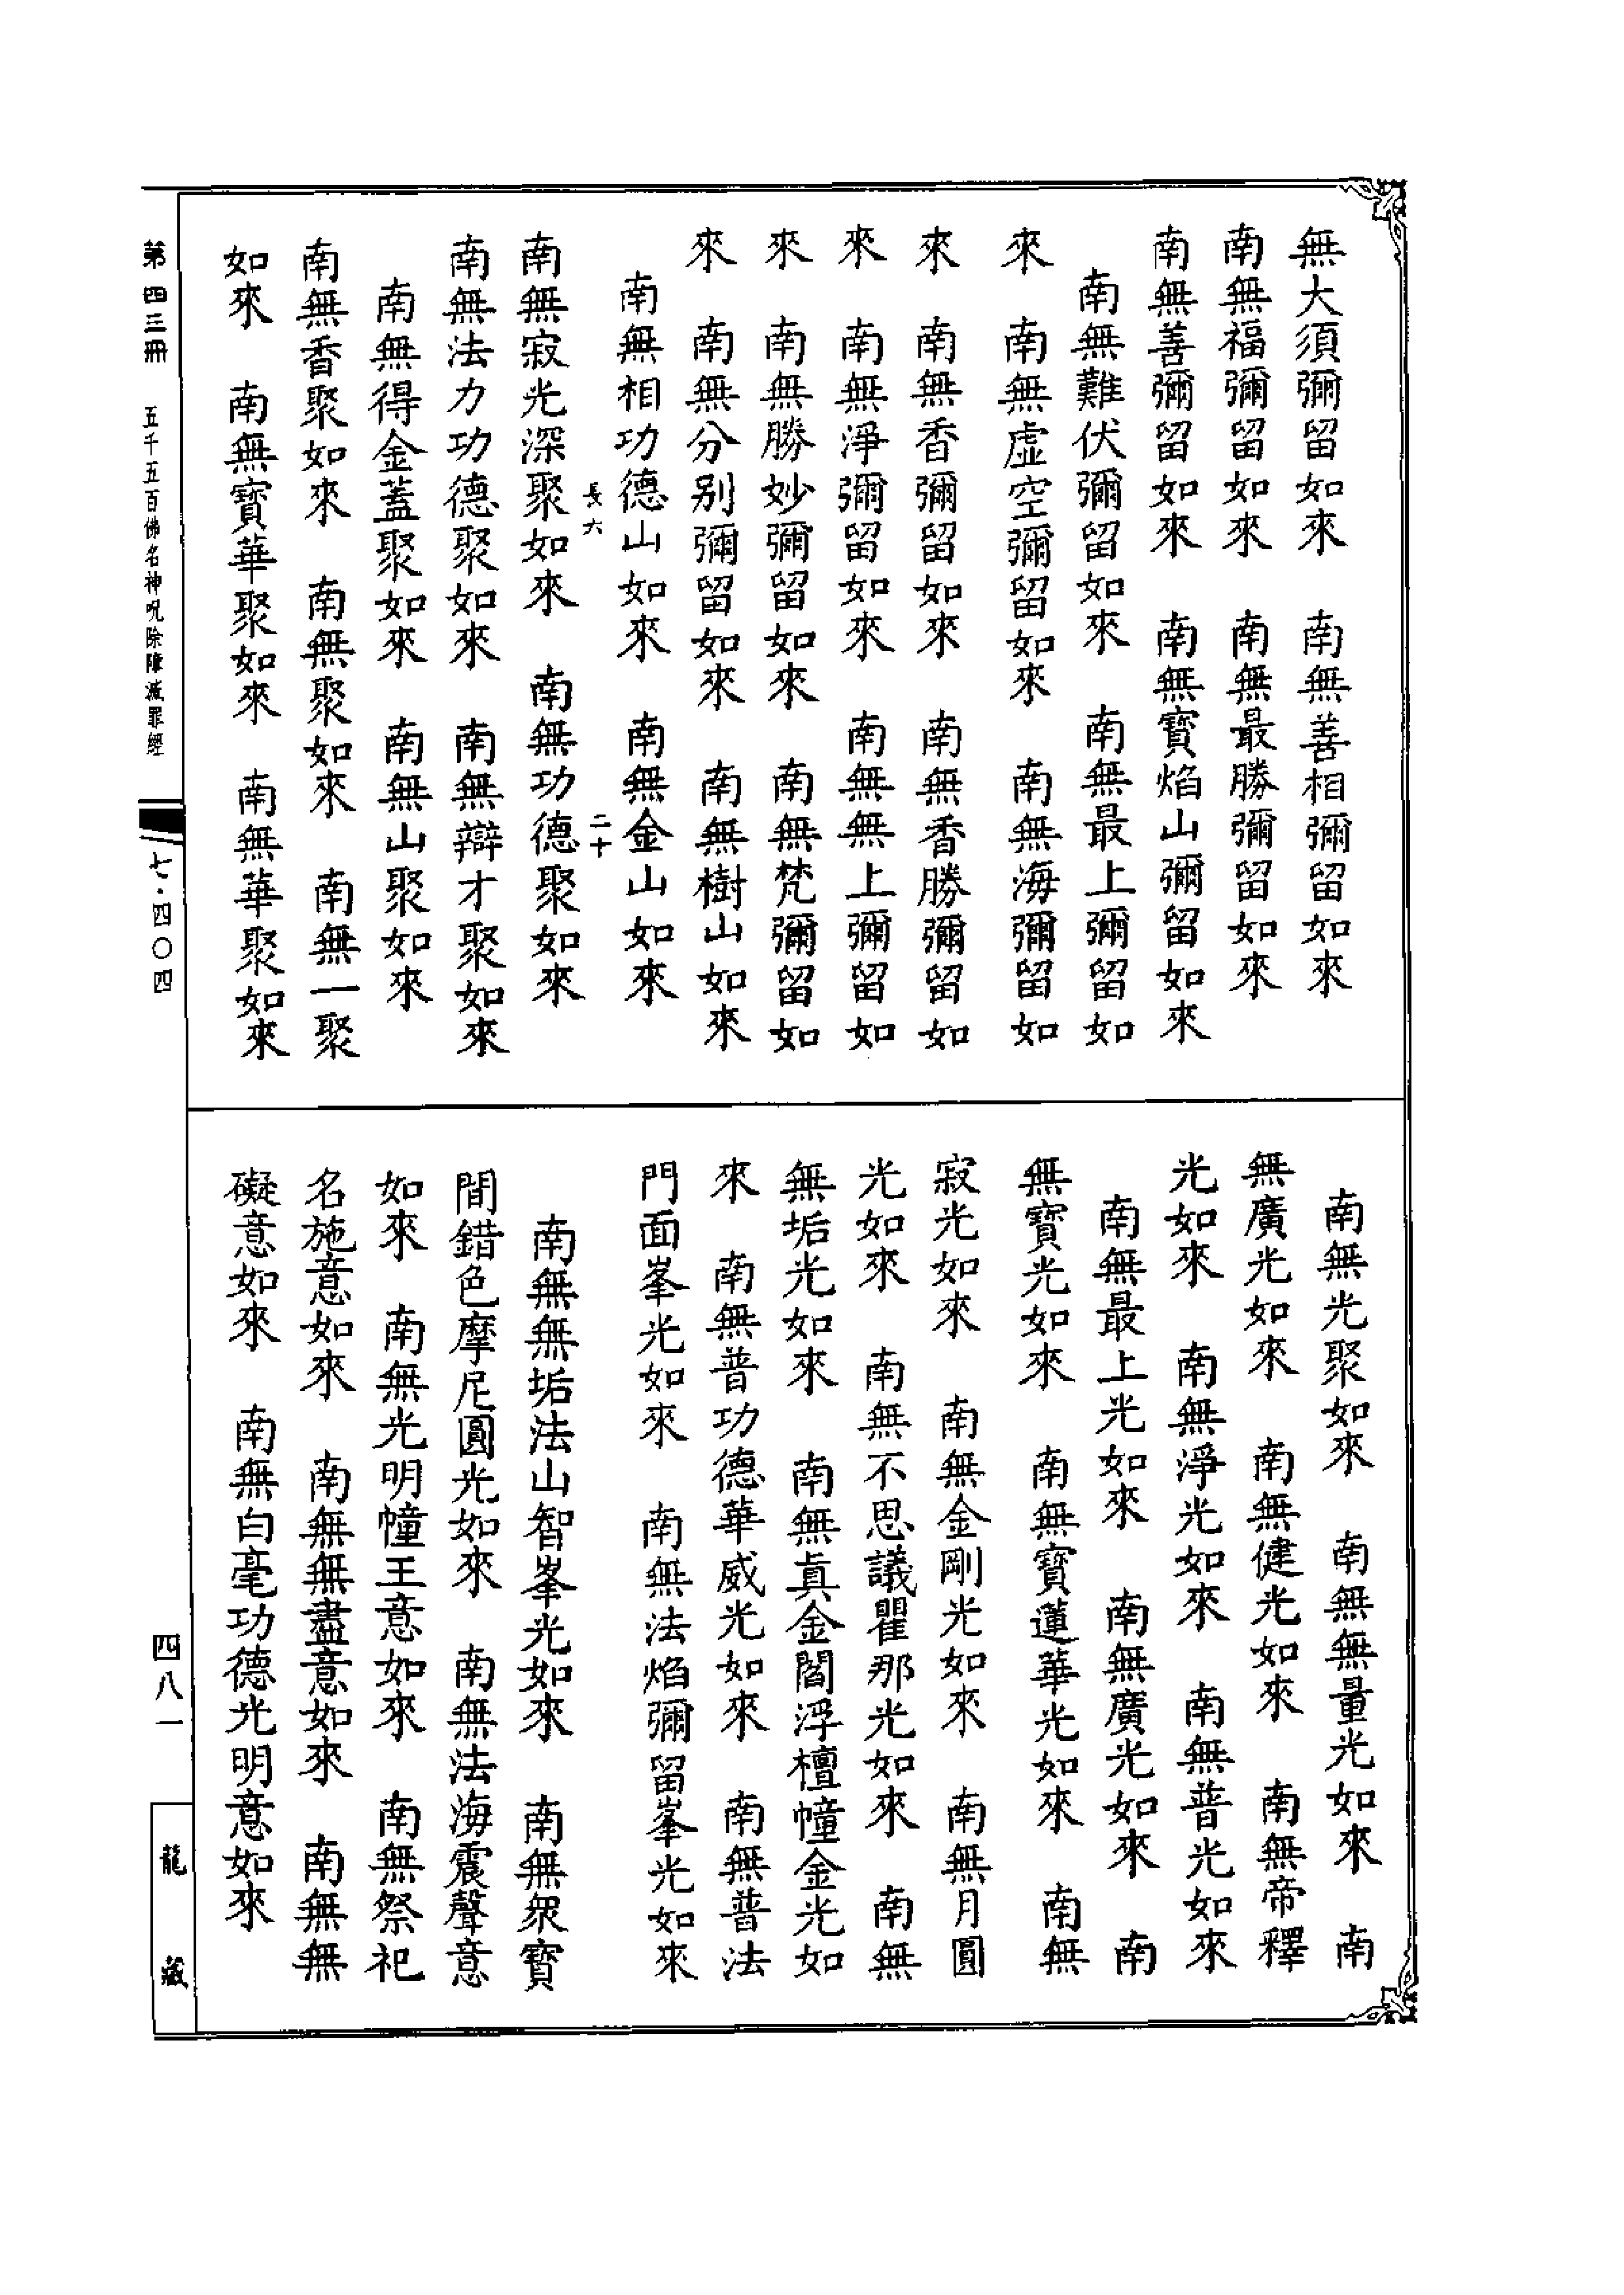 無大須彌留如來　南無善相彌留如來
南無福彌留如來　南無最勝彌留如來
南無善彌留如來　南無寶焰山彌留如來
南無難伏彌留如來　南無最上彌留如
來　南無虛空彌留如來　南無海彌留如
來　南無香彌留如來　南無香勝彌留如
來　南無淨彌留如來　南無無上彌留如
來　南無勝妙彌留如來　南無梵彌留如
來　南無分別彌留如來　南無樹山如來
南無相功德山如來　南無金山如來
長六　二十
南無寂光深聚如來　南無功德聚如來
南無法力功德聚如來　南無辯才聚如來
南無得金蓋聚如來　南無山聚如來
南無香聚如來　南無聚如來　南無一聚
如來　南無寶華聚如來　南無華聚如來
南無光聚如來　南無無量光如來　南
無廣光如來　南無健光如來　南無帝釋
光如來　南無淨光如來　南無普光如來
南無最上光如來　南無廣光如來　南
無寶光如來　南無寶蓮華光如來　南無
寂光如來　南無金剛光如來　南無月圓
光如來　南無不思議瞿那光如來　南無
無垢光如來　南無真金閻浮檀幢金光如
來　南無普功德華威光如來　南無普法
門面峯光如來　南無法焰彌留峯光如來
南無無垢法山智峯光如來　南無眾寶
間錯色摩尼圓光如來　南無法海震聲意
如來　南無光明幢王意如來　南無祭祀
名施意如來　南無無盡意如來　南無無
礙意如來　南無白毫功德光明意如來
第四三冊　五千五百佛名神呪除障滅罪經
七·四〇四
四八一
龍藏